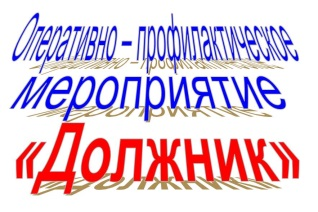 Оперативно – профилактическое
мероприятие
«Должник»